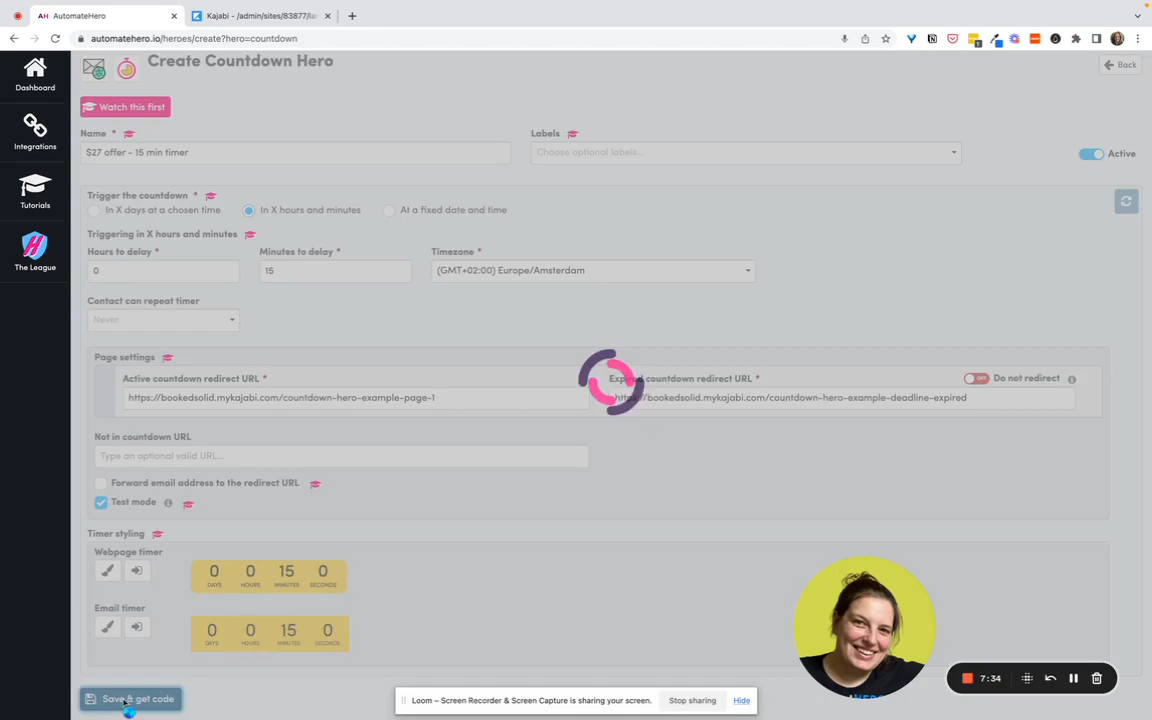 AH AutomateHero
Kajabi - /admin/sites/83877/lan
automatehero.io/heroes/create?hero=countdown
Dashboard
Integrations
Tutorials
The League
Create Countdown Hero
Back
Watch this first
Name *
Labels
$27 offer - 15 min timer
Choose optional labels...
Active
Trigger the countdown *
In X days at a chosen time
In X hours and minutes
At a fixed date and time
Triggering in X hours and minutes
Hours to delay *
Minutes to delay *
Timezone *
0
15
(GMT+02:00) Europe/Amsterdam
Contact can repeat timer
Never
Page settings
Active countdown redirect URL *
Expired countdown redirect URL *
OFF
Do not redirect
https://bookedsolid.mykajabi.com/countdown-hero-example-page-1
https://bookedsolid.mykajabi.com/countdown-hero-example-deadline-expired
Not in countdown URL
Type an optional valid URL...
Forward email address to the redirect URL
Test mode
Timer styling
Webpage timer
0 0 15 0
DAYS HOURS MINUTES SECONDS
Email timer
0 0 15 0
DAYS HOURS MINUTES SECONDS
Save & get code
Loom – Screen Recorder & Screen Capture is sharing your screen.
Stop sharing
Hide
7:34